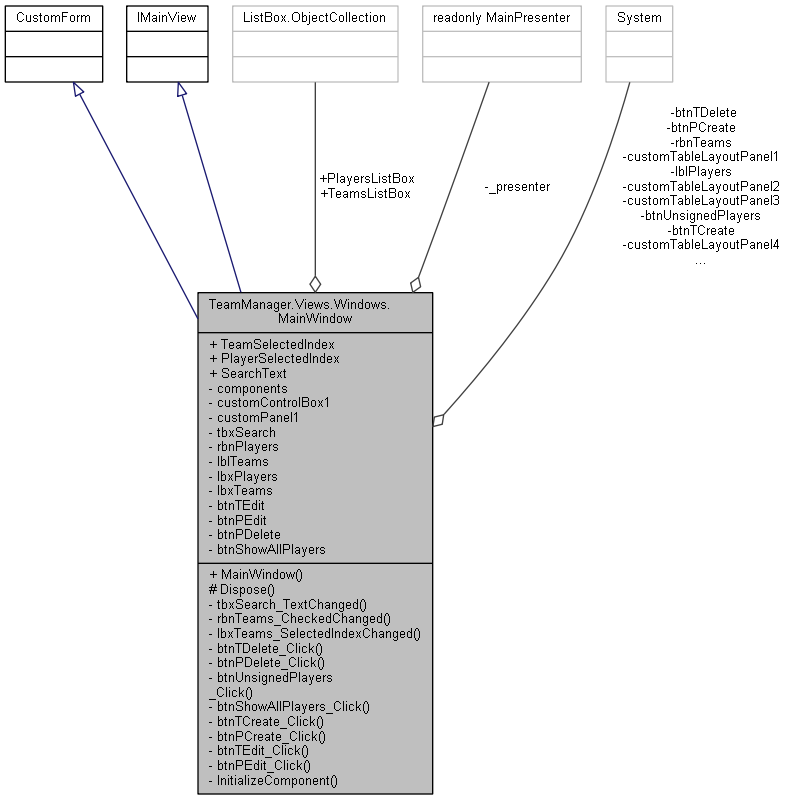 CustomForm
IMainView
ListBox.ObjectCollection
readonly MainPresenter
System
+PlayersListBox
+TeamsListBox
-_presenter
-btnTDelete
-btnPCreate
-rbnTeams
-customTableLayoutPanel1
-lblPlayers
-customTableLayoutPanel2
-customTableLayoutPanel3
-btnUnsignedPlayers
-btnTCreate
-customTableLayoutPanel4
...
TeamManager.Views.Windows.
MainWindow
+ TeamSelectedIndex
+ PlayerSelectedIndex
+ SearchText
- components
- customControlBox1
- customPanel1
- tbxSearch
- rbnPlayers
- lblTeams
- lbxPlayers
- lbxTeams
- btnTEdit
- btnPEdit
- btnPDelete
- btnShowAllPlayers
+ MainWindow()
# Dispose()
- tbxSearch_TextChanged()
- rbnTeams_CheckedChanged()
- lbxTeams_SelectedIndexChanged()
- btnTDelete_Click()
- btnPDelete_Click()
- btnUnsignedPlayers
_Click()
- btnShowAllPlayers_Click()
- btnTCreate_Click()
- btnPCreate_Click()
- btnTEdit_Click()
- btnPEdit_Click()
- InitializeComponent()